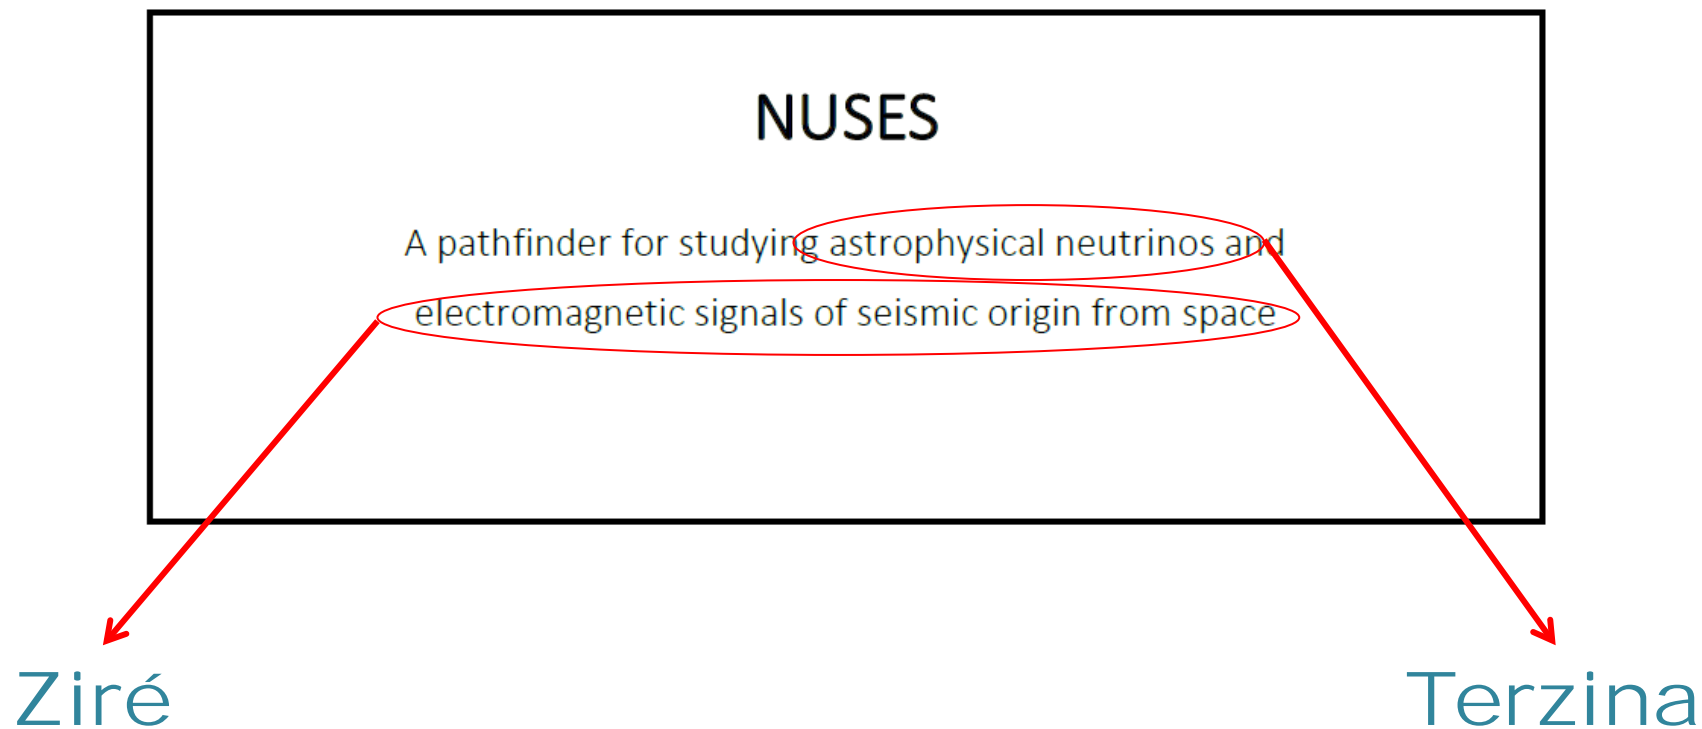 NUSES
A pathfinder for studying astrophysical neutrinos and
electromagnetic signals of seismic origin from space
Ziré
Terzina